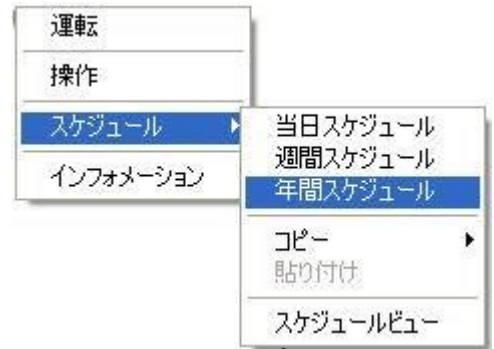 運転
操作
スケジュール
インフォメーション
当日スケジュール
週間スケジュール
年間スケジュール
コピー
貼り付け
スケジュールビュー